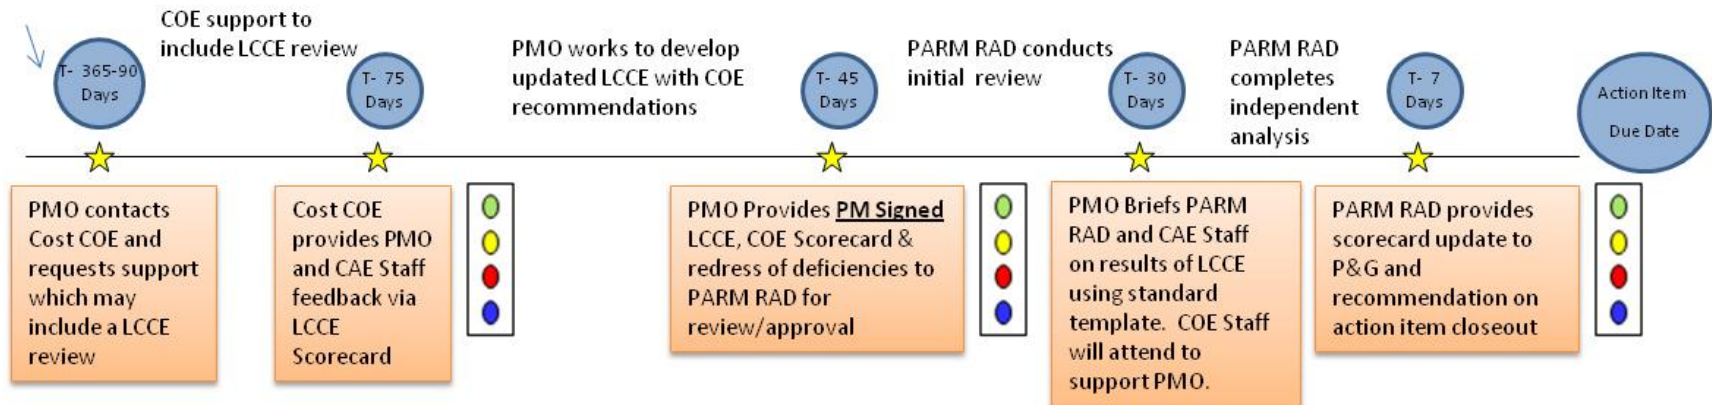 COE support to
include LCCE review
PMO works to develop
updated LCCE with COE
recommendations
PARM RAD conducts
initial review
PARM RAD
completes
independent
analysis
T- 365-90
Days
T- 75
Days
T- 45
Days
T- 30
Days
T- 7
Days
Action Item
Due Date
PMO contacts
Cost COE and
requests support
which may
include a LCCE
review
Cost COE
provides PMO
and CAE Staff
feedback via
LCCE
Scorecard
PMO Provides PM Signed
LCCE, COE Scorecard &
redress of deficiencies to
PARM RAD for
review/approval
PMO Briefs PARM
RAD and CAE Staff
on results of LCCE
using standard
template. COE Staff
will attend to
support PMO.
PARM RAD provides
scorecard update to
P&G and
recommendation on
action item closeout